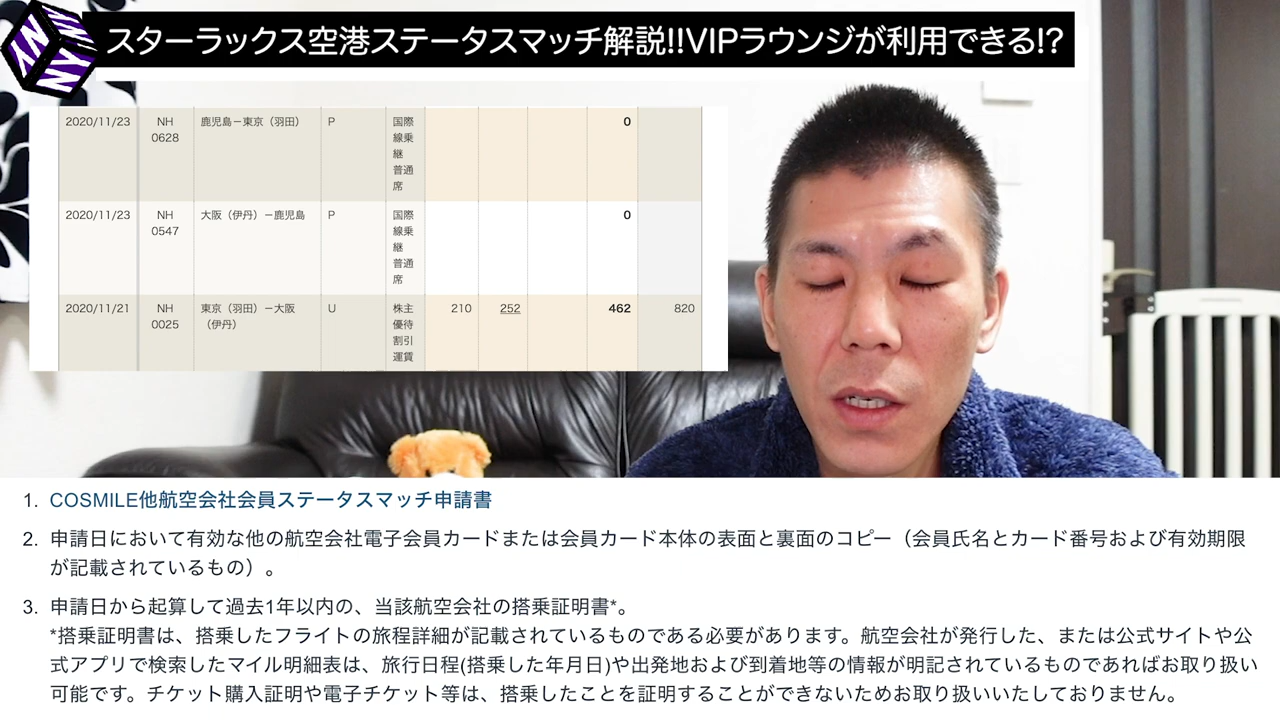 スターラックス空港ステータスマッチ解説!!VIPラウンジが利用できる!?
2020/11/23 NH 0628 鹿児島－東京（羽田） P 国際線乗継普通席 0
2020/11/23 NH 0547 大阪（伊丹）－鹿児島 P 国際線乗継普通席 0
2020/11/21 NH 0025 東京（羽田）－大阪（伊丹） U 株主優待割引運賃 210 252 462 820
1. COSMILE他航空会社会員ステータスマッチ申請書
2. 申請日において有効な他の航空会社電子会員カードまたは会員カード本体の表面と裏面のコピー（会員氏名とカード番号および有効期限
が記載されているもの）。
3. 申請日から起算して過去1年以内の、当該航空会社の搭乗証明書*。
*搭乗証明書は、搭乗したフライトの旅程詳細が記載されているものである必要があります。航空会社が発行した、または公式サイトや公
式アプリで検索したマイル明細表は、旅行日程(搭乗した年月日)や出発地および到着地等の情報が明記されているものであればお取り扱い
可能です。チケット購入証明や電子チケット等は、搭乗したことを証明することができないためお取り扱いいたしておりません。